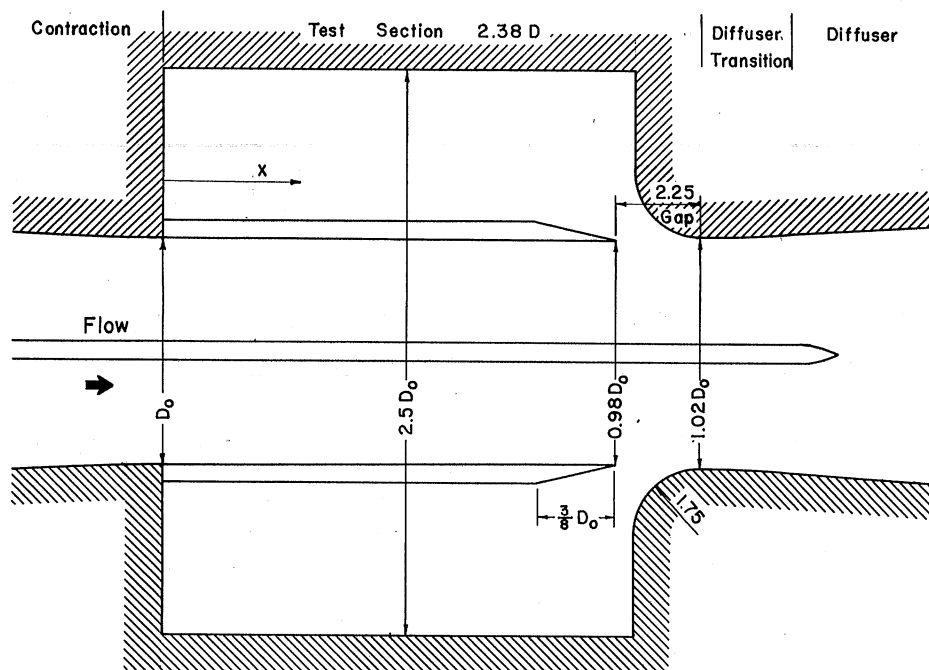 Contraction
Test Section 2.38 D
Diffuser
Transition
Diffuser
X
2.25
Gap
Flow
D₀
2.5 D₀
0.98 D₀
1.02 D₀
3/8 D₀
1.75